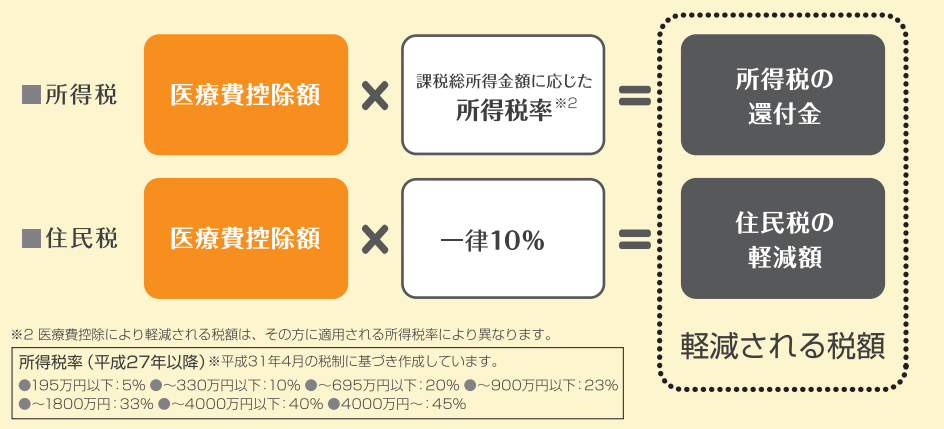 ■所得税
医療費控除額
×
課税総所得金額に応じた
所得税率※2
=
所得税の
還付金
■住民税
医療費控除額
×
一律10%
=
住民税の
軽減額
軽減される税額
※2 医療費控除により軽減される税額は、その方に適用される所得税率により異なります。
所得税率(平成27年以降)※平成31年4月の税制に基づき作成しています。
●195万円以下:5% ●~330万円以下:10% ●~695万円以下:20% ●~900万円以下:23%
●~1800万円:33% ●~4000万円以下:40% ●4000万円~:45%